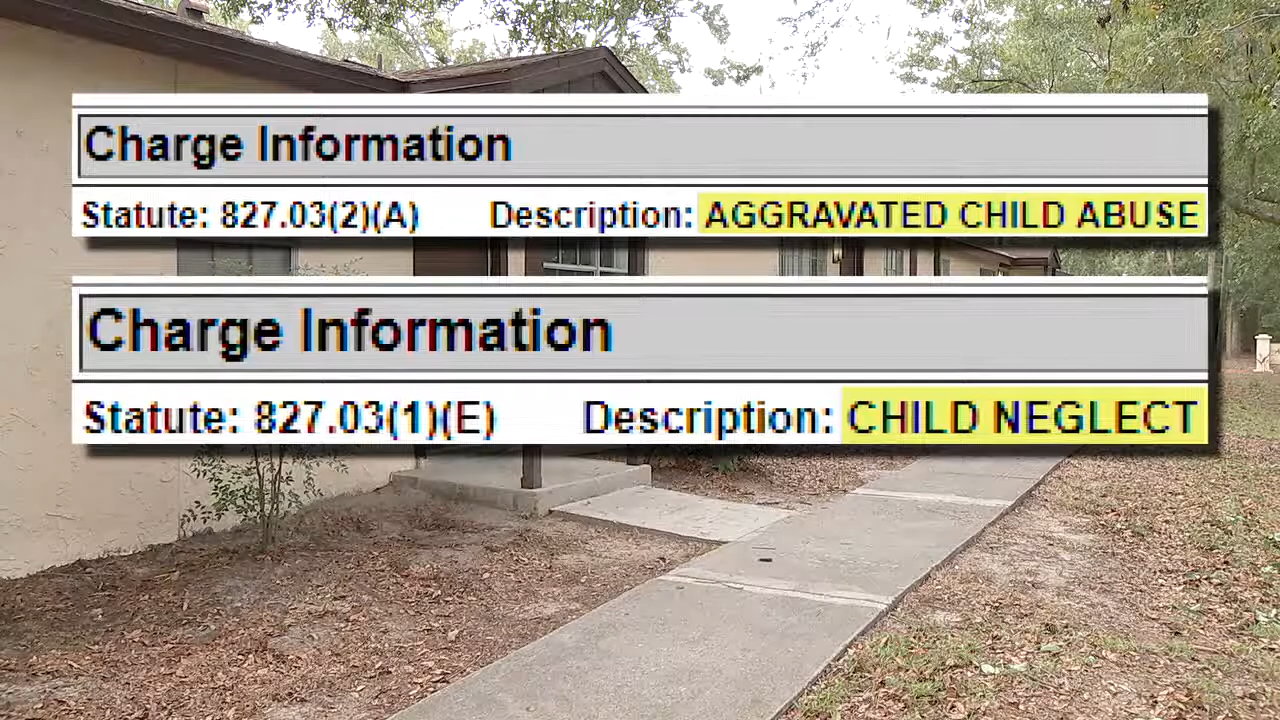 Charge Information
Statute: 827.03(2)(A) Description: AGGRAVATED CHILD ABUSE
Charge Information
Statute: 827.03(1)(E) Description: CHILD NEGLECT